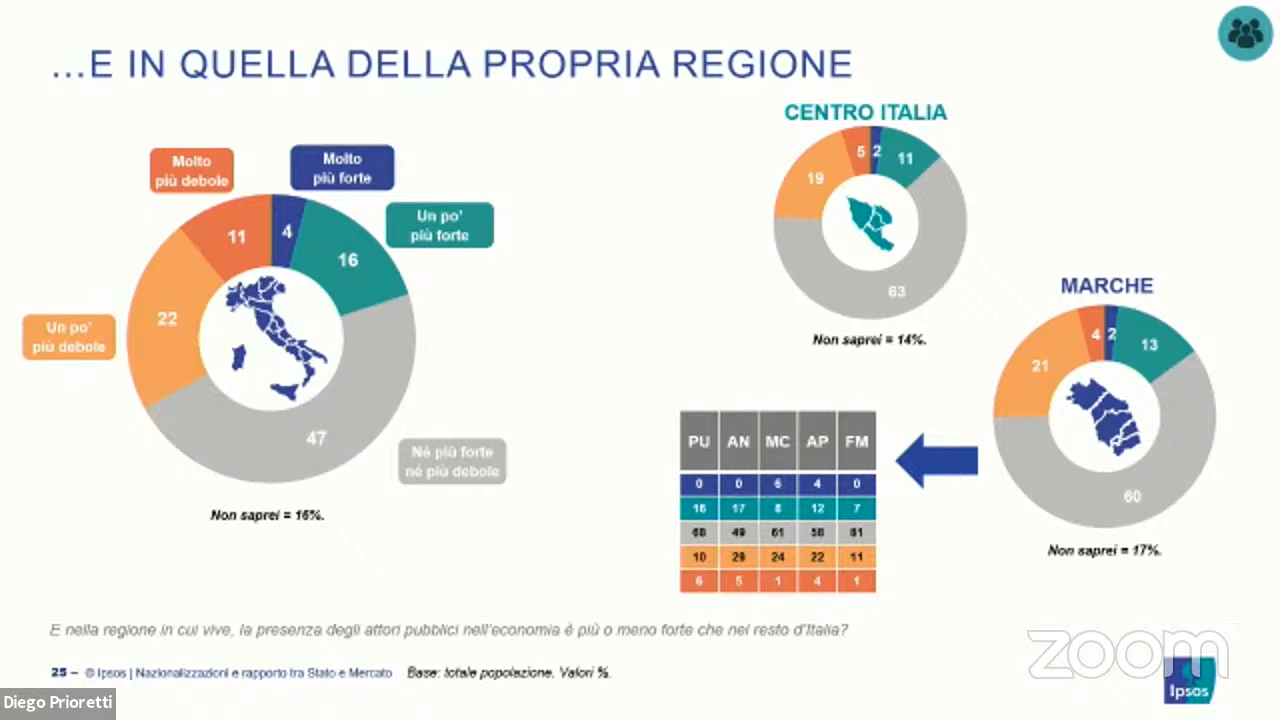 …E IN QUELLA DELLA PROPRIA REGIONE
Molto
più debole
Molto
più forte
Un po'
più forte
Un po'
più debole
Né più forte
né più debole
4
16
47
22
11
Non saprei = 16%.
CENTRO ITALIA
5
2
11
19
63
Non saprei = 14%.
MARCHE
4
2
13
21
60
Non saprei = 17%.
PU AN MC AP FM
0 0 6 4 0
16 17 8 12 7
68 49 61 58 81
10 29 24 22 11
6 5 1 4 1
E nella regione in cui vive, la presenza degli attori pubblici nell'economia è più o meno forte che nel resto d'Italia?
25 – © Ipsos | Nazionalizzazioni e rapporto tra Stato e Mercato Base: totale popolazione. Valori %.
zoom
Ipsos
Diego Prioretti